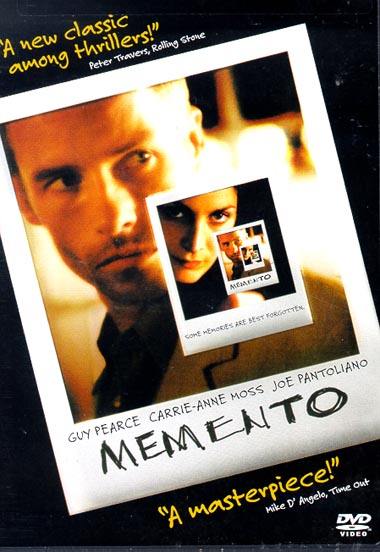 "A new classic
among thrillers!"
Peter Travers, Rolling Stone
MEMENTO
SOME MEMORIES ARE BEST FORGOTTEN.
GUY PEARCE CARRIE-ANNE MOSS JOE PANTOLIANO
MEMENTO
"A masterpiece!"
Mike D' Angelo, Time Out
DVD
VIDEO